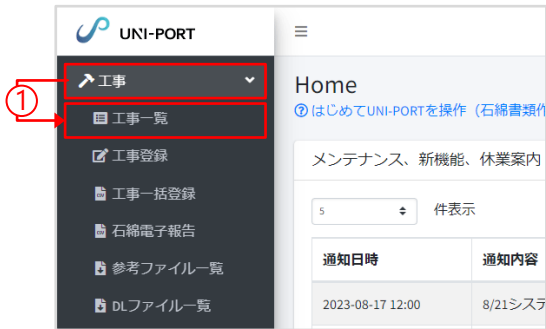 UNI-PORT
①
工事
工事一覧
工事登録
工事一括登録
石綿電子報告
参考ファイル一覧
DLファイル一覧
Home
はじめてUNI-PORTを操作（石綿書類作
メンテナンス、新機能、休業案内
5 件表示
通知日時 通知内容
2023-08-17 12:00 8/21システ